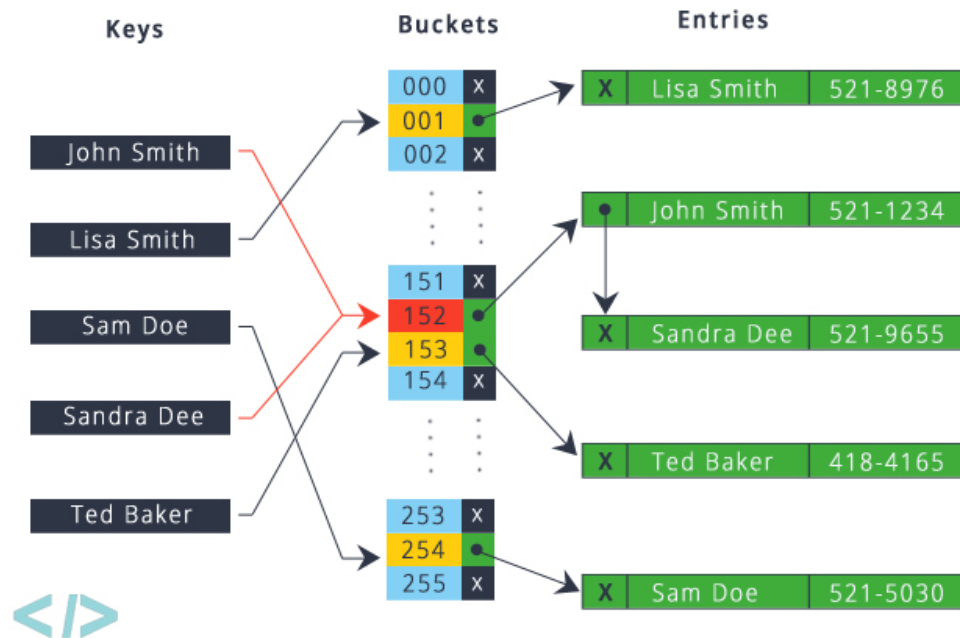 Keys
Buckets
Entries
John Smith
Lisa Smith
Sam Doe
Sandra Dee
Ted Baker
000 X
001
002 X
151 X
152
153
154 X
253 X
254
255 X
X Lisa Smith 521-8976
John Smith 521-1234
X Sandra Dee 521-9655
X Ted Baker 418-4165
X Sam Doe 521-5030
</>